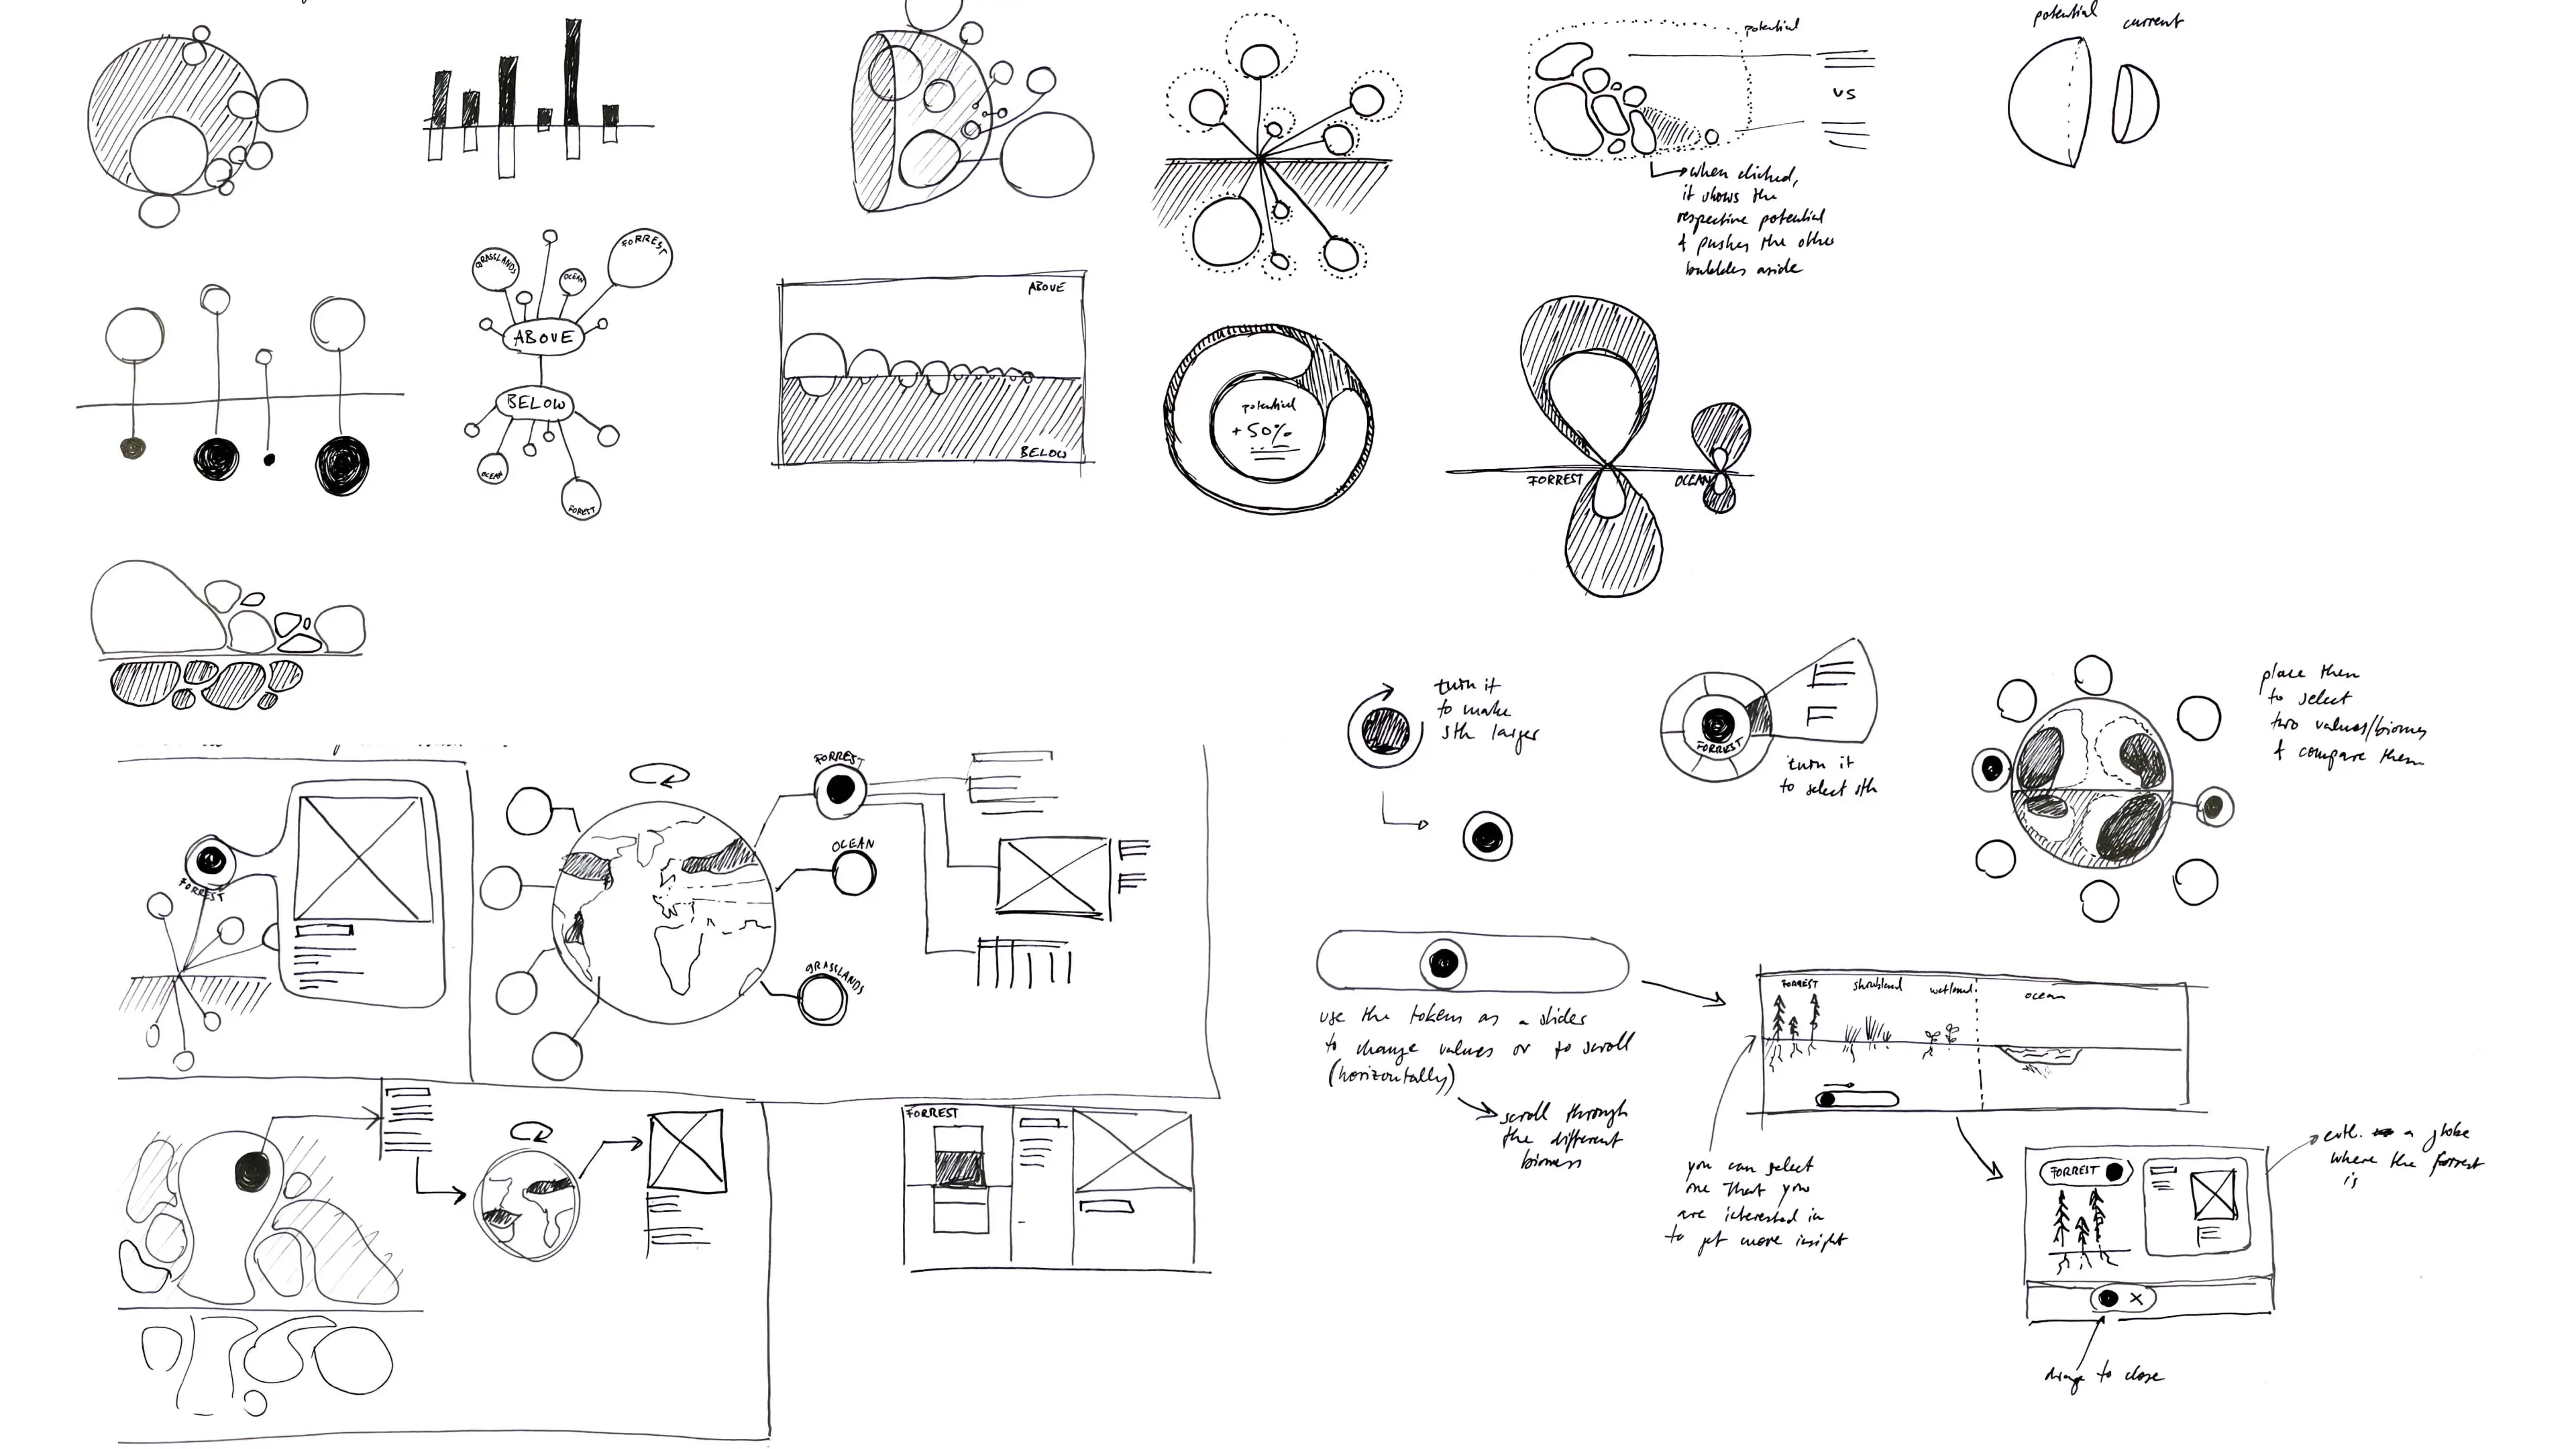 potential
vs
when clicked,
it shows the
respective potential
& pushes the other
bubbles aside
potential
current
GRASSLANDS
OCEAN
FORREST
ABOVE
BELOW
OCEAN
FOREST
ABOVE
BELOW
potential
+50%
FORREST
OCEAN
turn it
to make
sth larger
FORREST
turn it
to select sth
place them
to select
two values/biomes
& compare them
FORREST
FORREST
OCEAN
GRASSLANDS
use the tokens as a slider
to change values or to scroll
(horizontally)
scroll through
the different
biomes
FORREST
shrubland
wetland
ocean
you can select
one that you
are interested in
to get more insight
FORREST
evtl. a globe
where the forrest
is
FORREST
X
drag to close